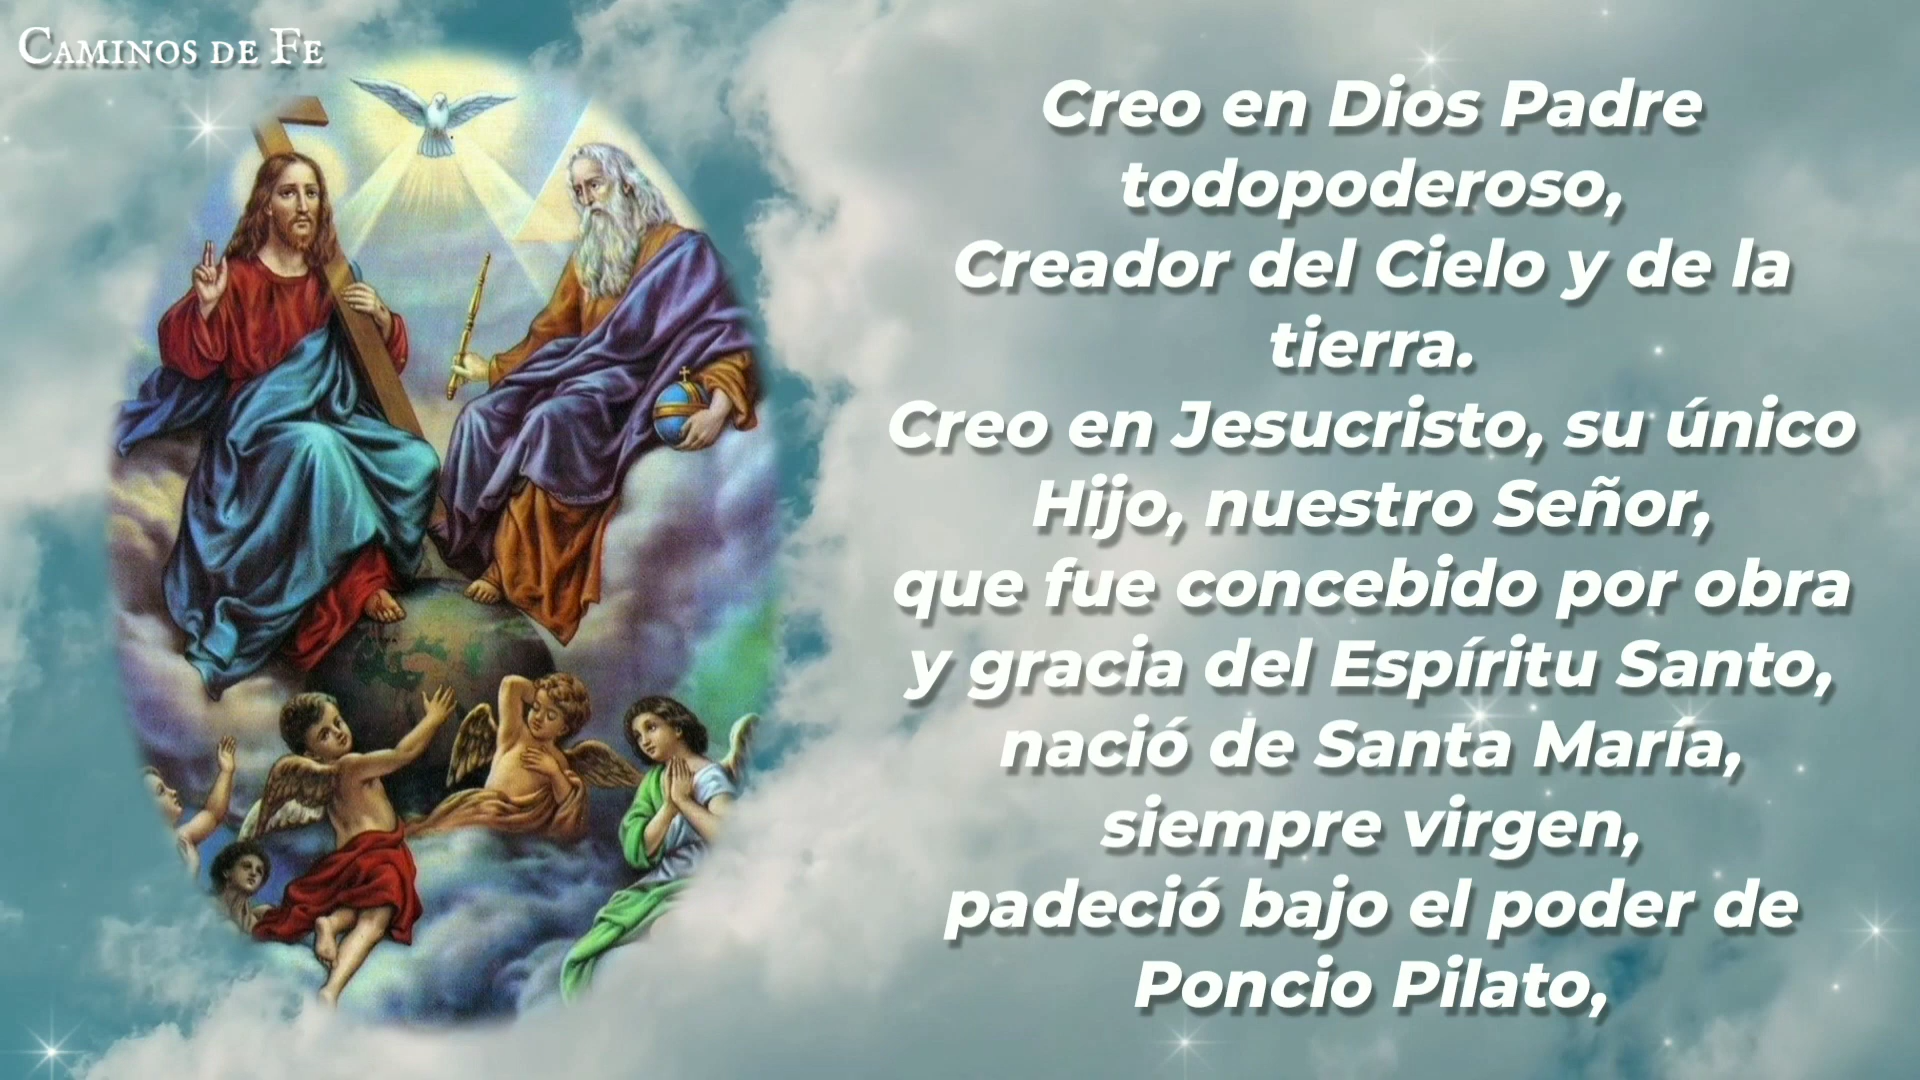 Caminos de Fe
Creo en Dios Padre
todopoderoso,
Creador del Cielo y de la
tierra.
Creo en Jesucristo, su único
Hijo, nuestro Señor,
que fue concebido por obra
y gracia del Espíritu Santo,
nació de Santa María,
siempre virgen,
padeció bajo el poder de
Poncio Pilato,